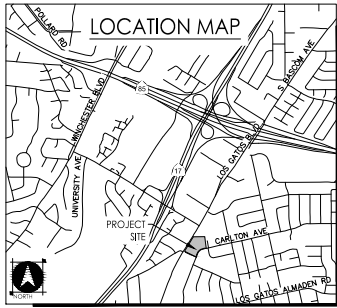 LOCATION MAP
POLLARD RD
WINCHESTER BLVD
S BASCOM AVE
85
UNIVERSITY AVE
17
LOS GATOS BLVD
PROJECT
SITE
CARLTON AVE
LOS GATOS ALMADEN RD
NORTH